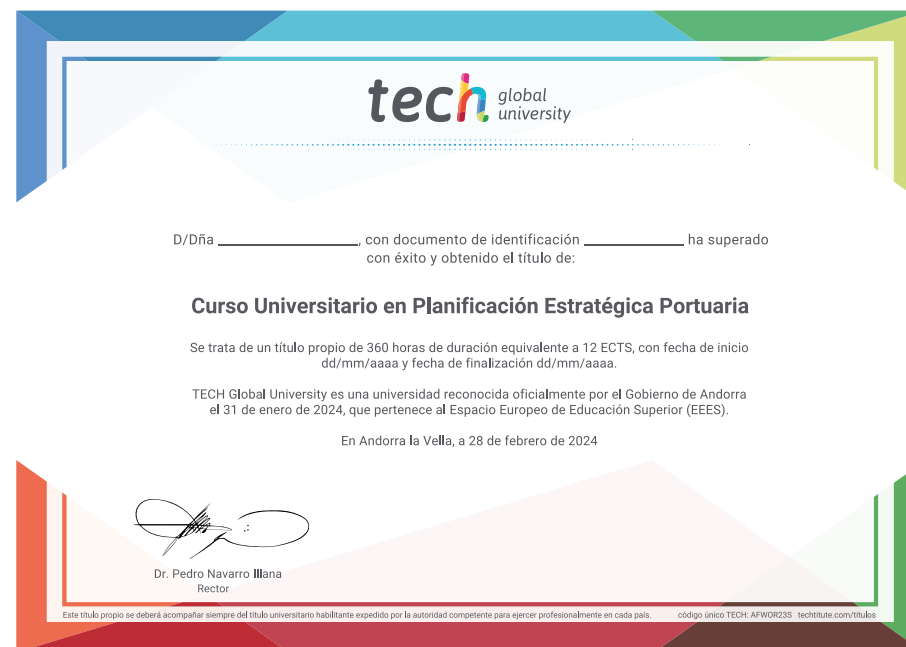 tech global university
D/Dña ______________, con documento de identificación __________ ha superado
con éxito y obtenido el título de:
Curso Universitario en Planificación Estratégica Portuaria
Se trata de un título propio de 360 horas de duración equivalente a 12 ECTS, con fecha de inicio
dd/mm/aaaa y fecha de finalización dd/mm/aaaa.
TECH Global University es una universidad reconocida oficialmente por el Gobierno de Andorra
el 31 de enero de 2024, que pertenece al Espacio Europeo de Educación Superior (EEES).
En Andorra la Vella, a 28 de febrero de 2024
Dr. Pedro Navarro Illana
Rector
Este título propio se deberá acompañar siempre del título universitario habilitante expedido por la autoridad competente para ejercer profesionalmente en cada país. código único TECH: AFWOR23S techtitute.com/titulos